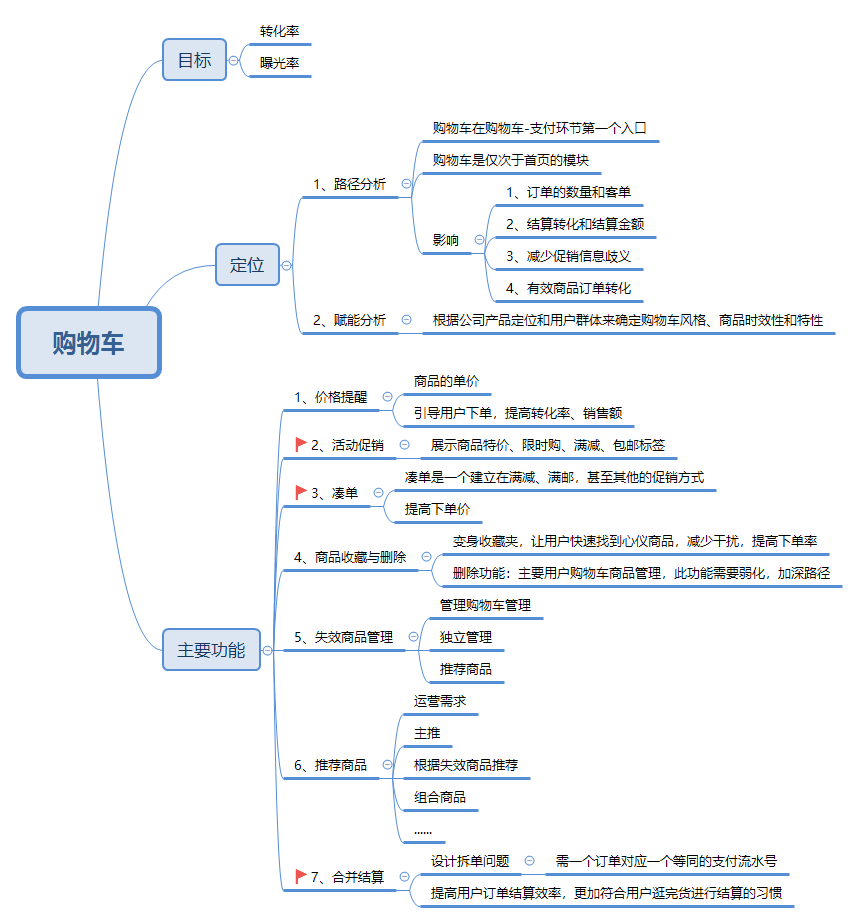 购物车
目标
转化率
曝光率
定位
1、路径分析
购物车在购物车-支付环节第一个入口
购物车是仅次于首页的模块
影响
1、订单的数量和客单
2、结算转化和结算金额
3、减少促销信息歧义
4、有效商品订单转化
2、赋能分析
根据公司产品定位和用户群体来确定购物车风格、商品时效性和特性
主要功能
1、价格提醒
商品的单价
引导用户下单，提高转化率、销售额
2、活动促销
展示商品特价、限时购、满减、包邮标签
3、凑单
凑单是一个建立在满减、满邮，甚至其他的促销方式
提高下单价
4、商品收藏与删除
变身收藏夹，让用户快速找到心仪商品，减少干扰，提高下单率
删除功能：主要用户购物车商品管理，此功能需要弱化，加深路径
5、失效商品管理
管理购物车管理
独立管理
推荐商品
6、推荐商品
运营需求
主推
根据失效商品推荐
组合商品
......
7、合并结算
设计拆单问题
需一个订单对应一个等同的支付流水号
提高用户订单结算效率，更加符合用户逛完货进行结算的习惯